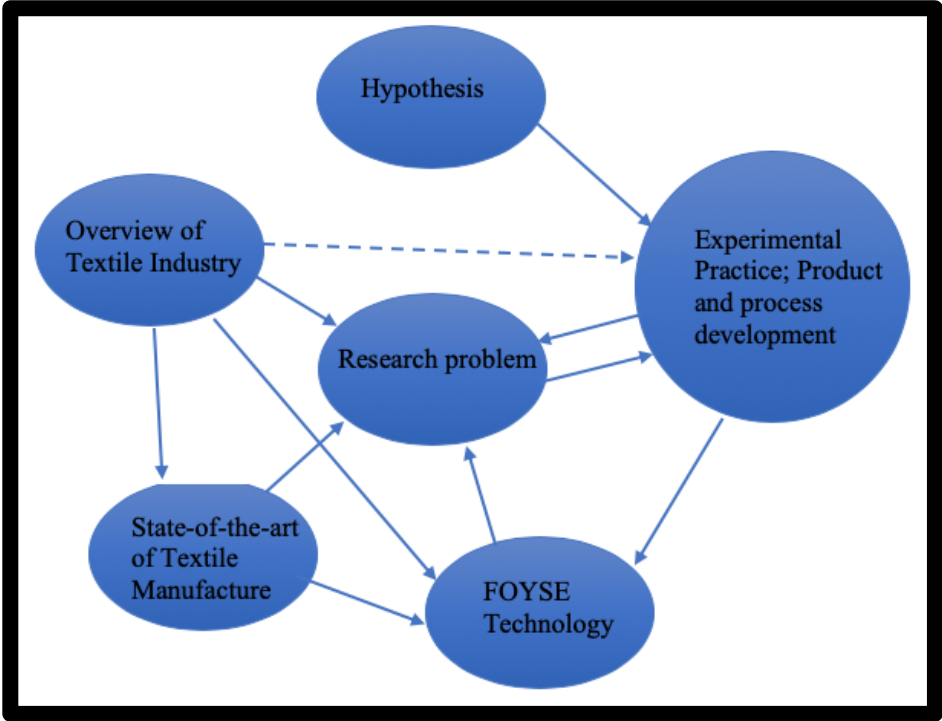 Hypothesis
Overview of
Textile Industry
Experimental
Practice; Product
and process
development
Research problem
State-of-the-art
of Textile
Manufacture
FOYSE
Technology